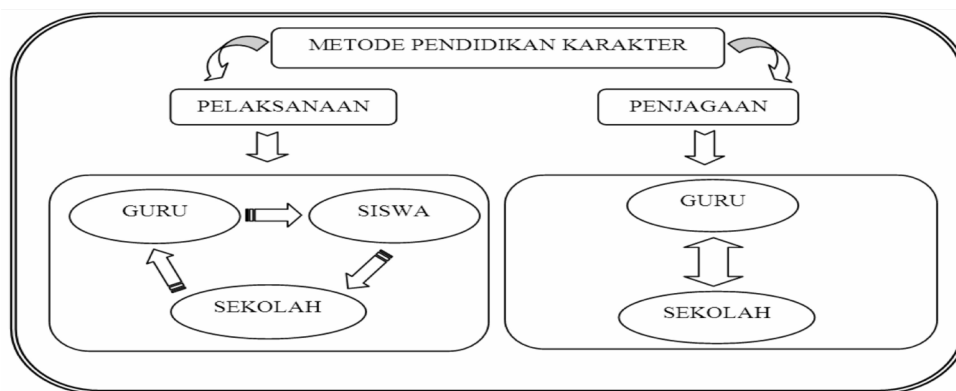 METODE PENDIDIKAN KARAKTER
PELAKSANAAN
PENJAGAAN
GURU
SISWA
SEKOLAH
GURU
SEKOLAH